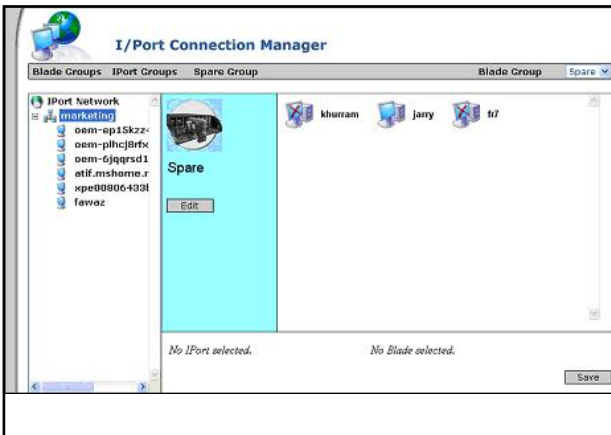 I/Port Connection Manager
Blade Groups IPort Groups Spare Group Blade Group Spare
IPort Network
marketing
oem-ep15kzz
oem-plhcj8rfx
oem-6jqqrsd1
atif.mshome.r
xpe00806433l
fawaz
Spare
Edit
khurram jarry fr7
No IPort selected. No Blade selected.
Save